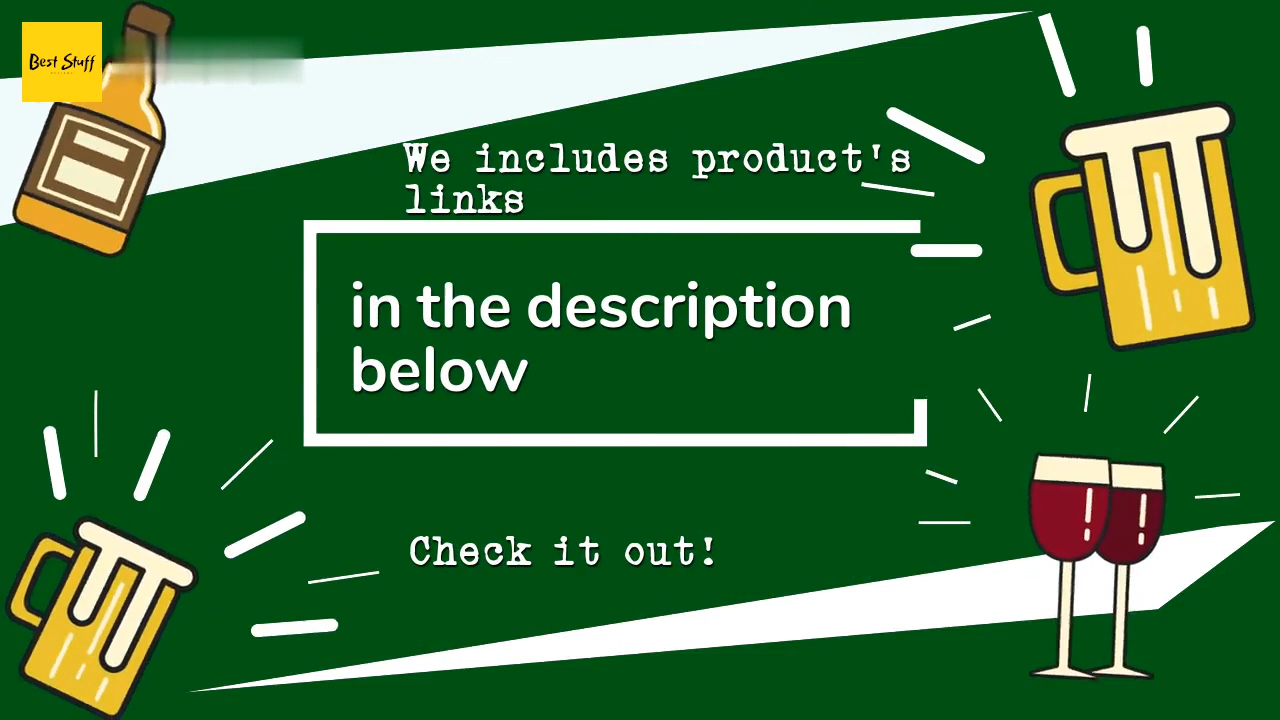 Best Stuff
We includes product's
links
in the description
below
Check it out!